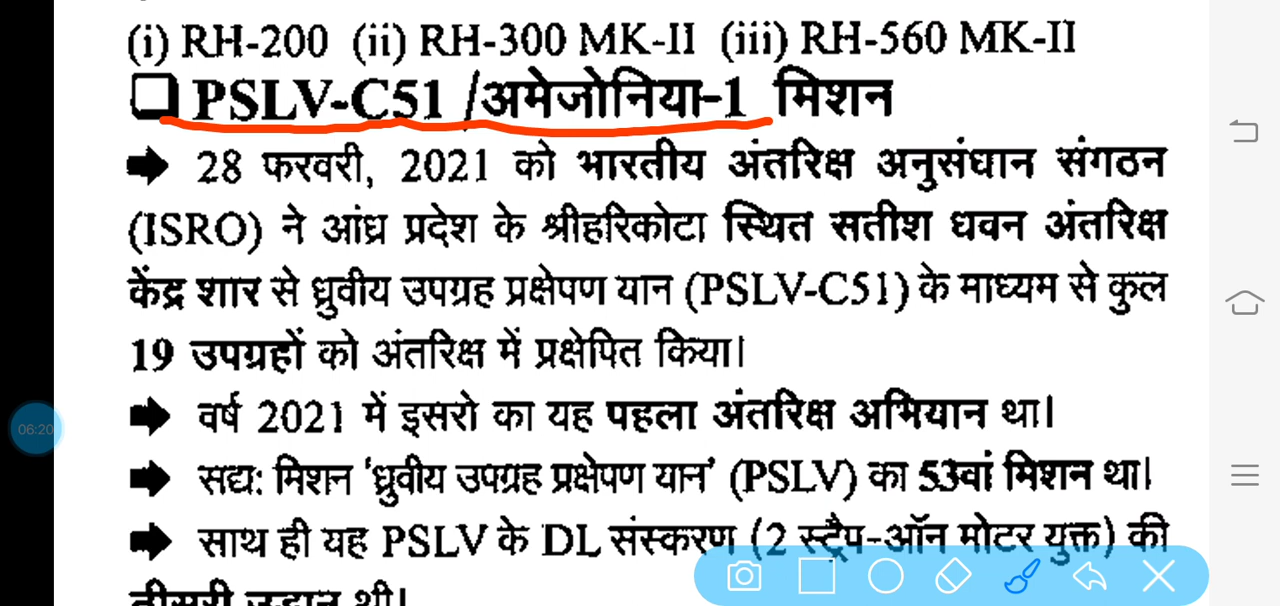 (i) RH-200 (ii) RH-300 MK-II (iii) RH-560 MK-II
❑ PSLV-C51 /अमेजोनिया-1 मिशन
➡ 28 फरवरी, 2021 को भारतीय अंतरिक्ष अनुसंधान संगठन
(ISRO) ने आंध्र प्रदेश के श्रीहरिकोटा स्थित सतीश धवन अंतरिक्ष
केंद्र शार से ध्रुवीय उपग्रह प्रक्षेपण यान (PSLV-C51) के माध्यम से कुल
19 उपग्रहों को अंतरिक्ष में प्रक्षेपित किया।
➡ वर्ष 2021 में इसरो का यह पहला अंतरिक्ष अभियान था।
➡ सद्य: मिशन ‘ध्रुवीय उपग्रह प्रक्षेपण यान’ (PSLV) का 53वां मिशन था।
➡ साथ ही यह PSLV के DL संस्करण (2 स्ट्रैप-ऑन मोटर युक्त) की
तीसरी उड़ान थी।
06:20